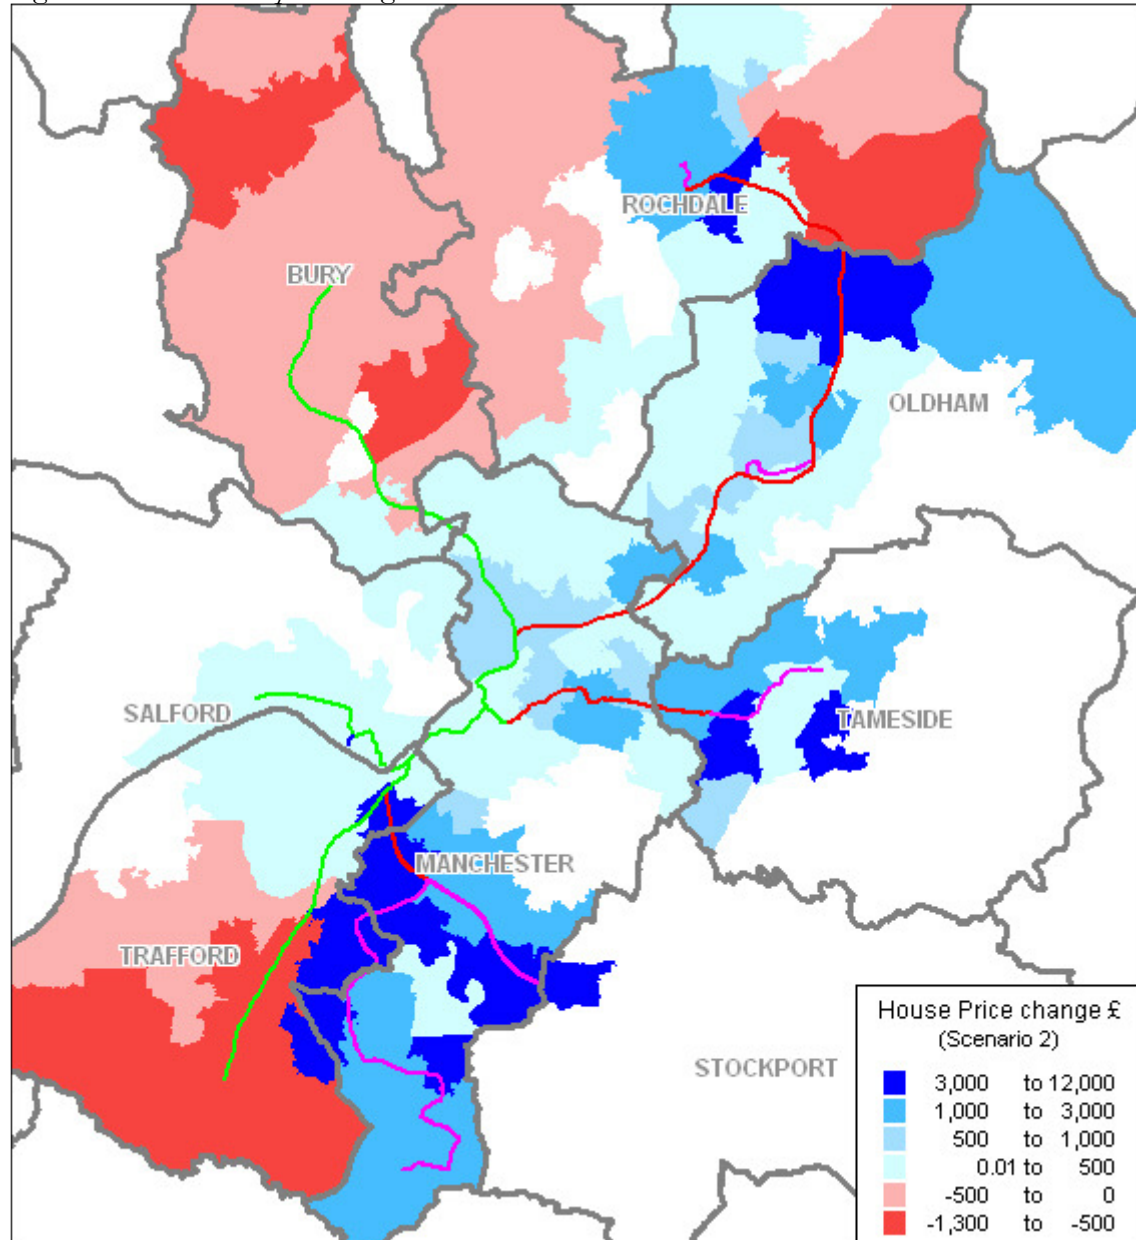 ROCHDALE
BURY
OLDHAM
SALFORD
TAMESIDE
MANCHESTER
TRAFFORD
STOCKPORT
House Price change £
(Scenario 2)
3,000 to 12,000
1,000 to 3,000
500 to 1,000
0.01 to 500
-500 to 0
-1,300 to -500